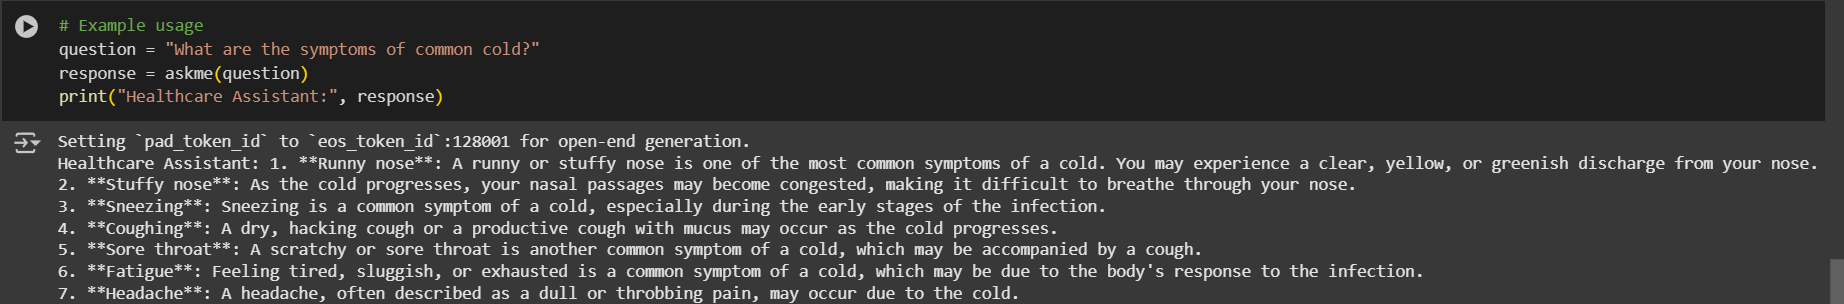 # Example usage
question = "What are the symptoms of common cold?"
response = askme(question)
print("Healthcare Assistant:", response)
Setting `pad_token_id` to `eos_token_id`:128001 for open-end generation.
Healthcare Assistant: 1. **Runny nose**: A runny or stuffy nose is one of the most common symptoms of a cold. You may experience a clear, yellow, or greenish discharge from your nose.
2. **Stuffy nose**: As the cold progresses, your nasal passages may become congested, making it difficult to breathe through your nose.
3. **Sneezing**: Sneezing is a common symptom of a cold, especially during the early stages of the infection.
4. **Coughing**: A dry, hacking cough or a productive cough with mucus may occur as the cold progresses.
5. **Sore throat**: A scratchy or sore throat is another common symptom of a cold, which may be accompanied by a cough.
6. **Fatigue**: Feeling tired, sluggish, or exhausted is a common symptom of a cold, which may be due to the body's response to the infection.
7. **Headache**: A headache, often described as a dull or throbbing pain, may occur due to the cold.